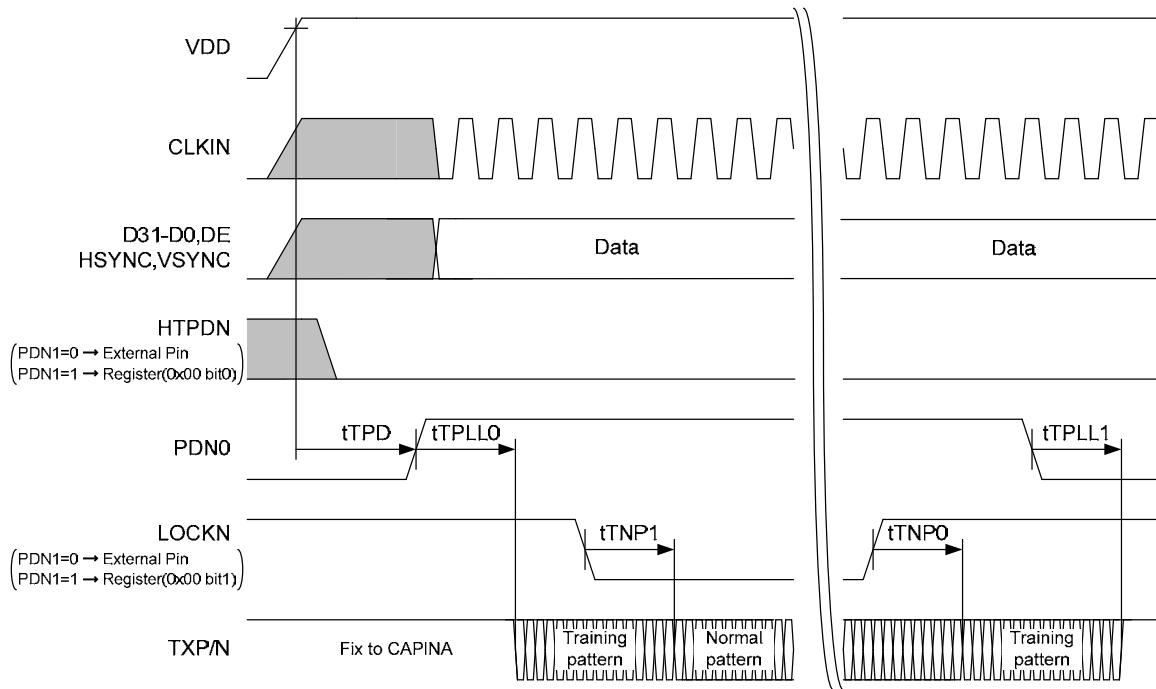 VDD
CLKIN
D31-D0,DE
HSYNC,VSYNC
Data
Data
HTPDN
(PDN1=0 → External Pin
PDN1=1 → Register(0x00 bit0))
PDN0
tTPD
tTPLL0
tTPLL1
LOCKN
(PDN1=0 → External Pin
PDN1=1 → Register(0x00 bit1))
tTNP1
tTNP0
TXP/N
Fix to CAPINA
Training
pattern
Normal
pattern
Training
pattern